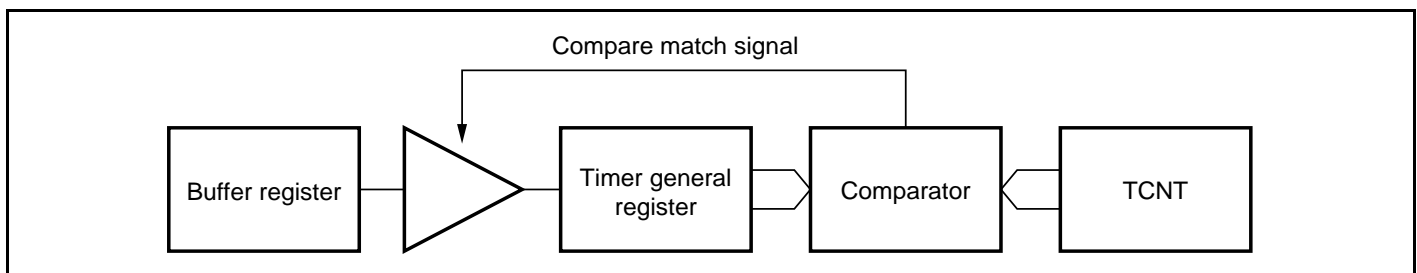 Compare match signal
Buffer register
Timer general
register
Comparator
TCNT